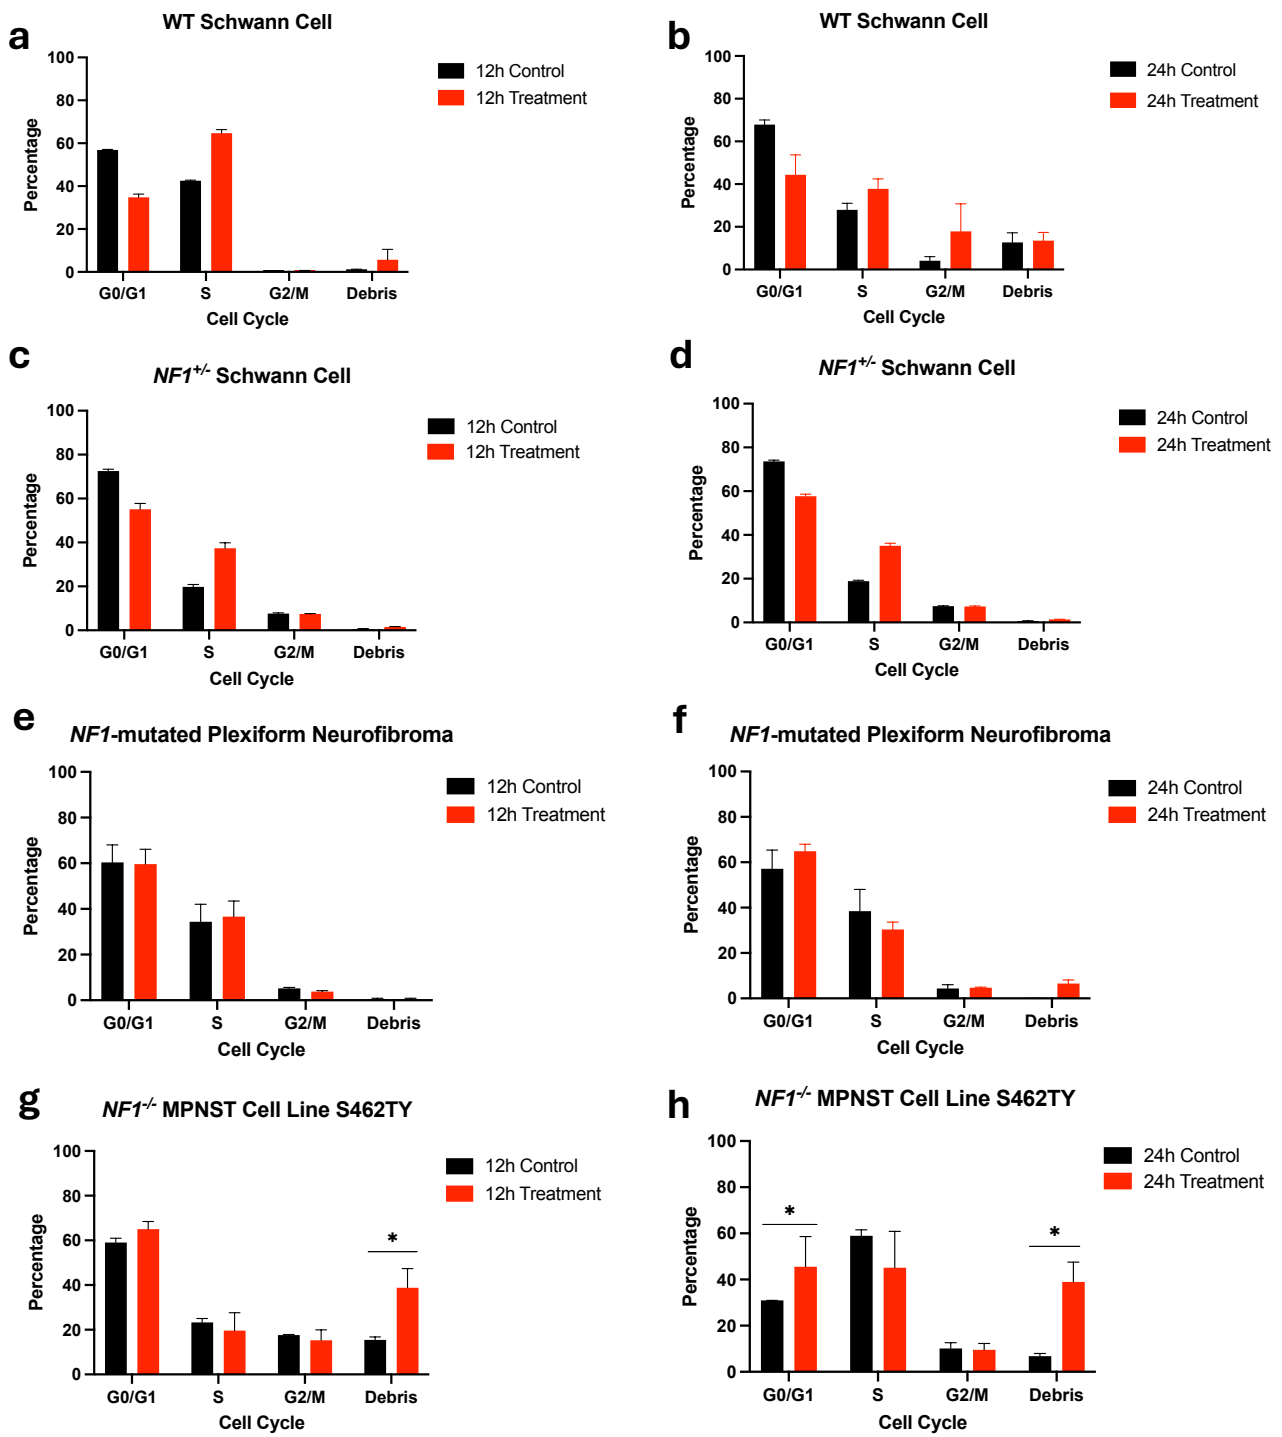 a
WT Schwann Cell
100
80
60
40
20
0
Percentage
G0/G1 S G2/M Debris
Cell Cycle
12h Control
12h Treatment
b
WT Schwann Cell
100
80
60
40
20
0
Percentage
G0/G1 S G2/M Debris
Cell Cycle
24h Control
24h Treatment
c
NF1+/- Schwann Cell
100
80
60
40
20
0
Percentage
G0/G1 S G2/M Debris
Cell Cycle
12h Control
12h Treatment
d
NF1+/- Schwann Cell
100
80
60
40
20
0
Percentage
G0/G1 S G2/M Debris
Cell Cycle
24h Control
24h Treatment
e
NF1-mutated Plexiform Neurofibroma
100
80
60
40
20
0
Percentage
G0/G1 S G2/M Debris
Cell Cycle
12h Control
12h Treatment
f
NF1-mutated Plexiform Neurofibroma
100
80
60
40
20
0
Percentage
G0/G1 S G2/M Debris
Cell Cycle
24h Control
24h Treatment
g
NF1-/- MPNST Cell Line S462TY
100
80
60
40
20
0
Percentage
*
G0/G1 S G2/M Debris
Cell Cycle
12h Control
12h Treatment
h
NF1-/- MPNST Cell Line S462TY
100
80
60
40
20
0
Percentage
* *
G0/G1 S G2/M Debris
Cell Cycle
24h Control
24h Treatment